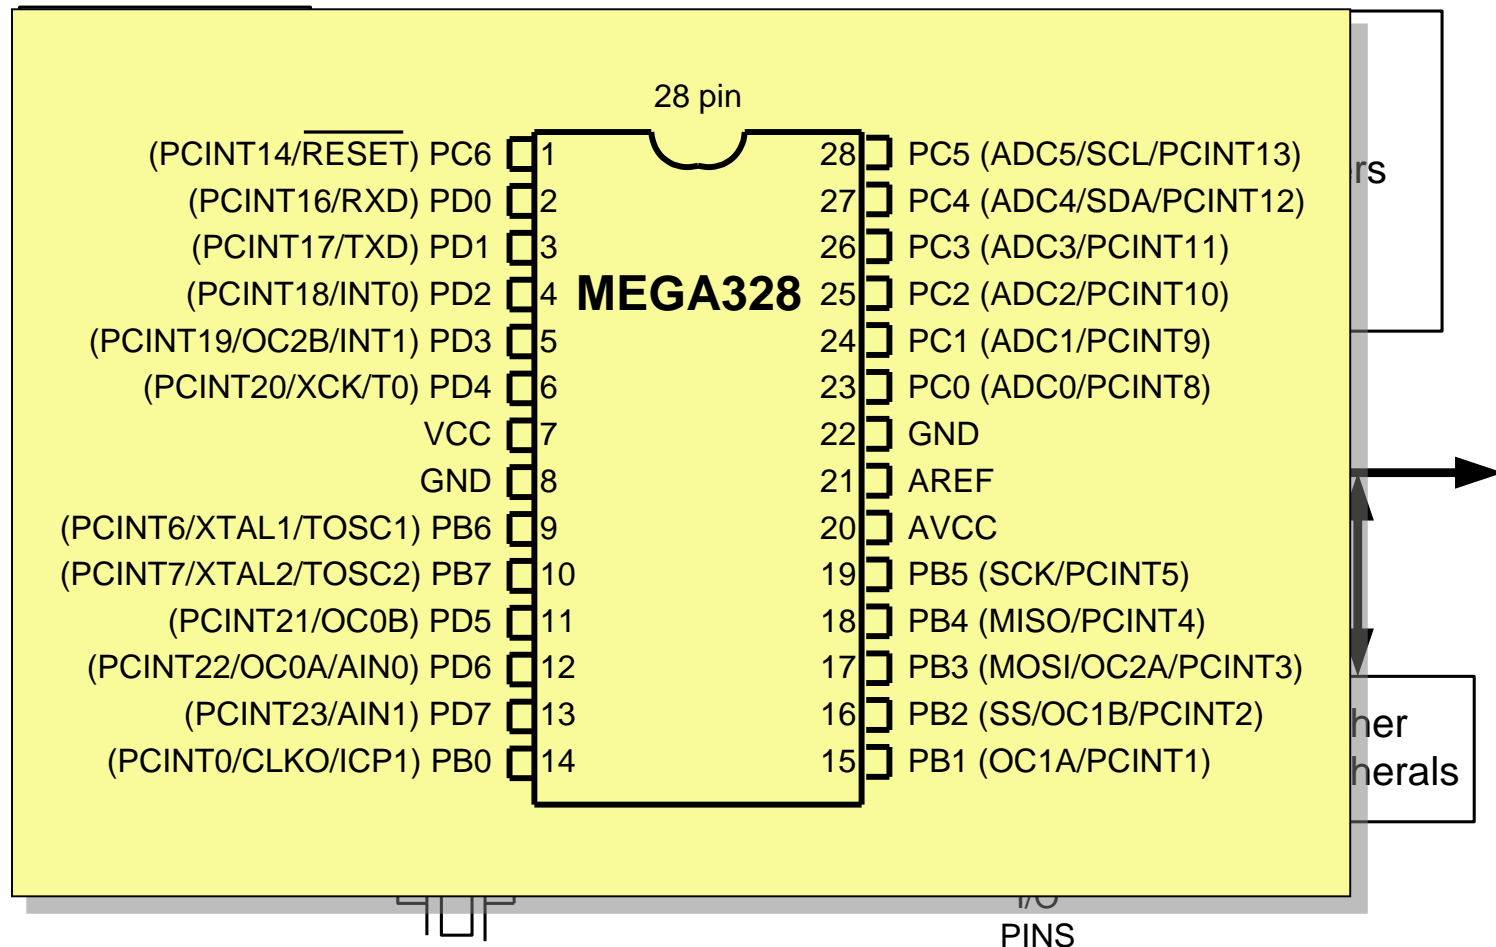 28 pin
(PCINT14/RESET) PC6 1 28 PC5 (ADC5/SCL/PCINT13)
(PCINT16/RXD) PD0 2 27 PC4 (ADC4/SDA/PCINT12)
(PCINT17/TXD) PD1 3 26 PC3 (ADC3/PCINT11)
(PCINT18/INT0) PD2 4 MEGA328 25 PC2 (ADC2/PCINT10)
(PCINT19/OC2B/INT1) PD3 5 24 PC1 (ADC1/PCINT9)
(PCINT20/XCK/T0) PD4 6 23 PC0 (ADC0/PCINT8)
VCC 7 22 GND
GND 8 21 AREF
(PCINT6/XTAL1/TOSC1) PB6 9 20 AVCC
(PCINT7/XTAL2/TOSC2) PB7 10 19 PB5 (SCK/PCINT5)
(PCINT21/OC0B) PD5 11 18 PB4 (MISO/PCINT4)
(PCINT22/OC0A/AIN0) PD6 12 17 PB3 (MOSI/OC2A/PCINT3)
(PCINT23/AIN1) PD7 13 16 PB2 (SS/OC1B/PCINT2)
(PCINT0/CLKO/ICP1) PB0 14 15 PB1 (OC1A/PCINT1)
I/O
PINS